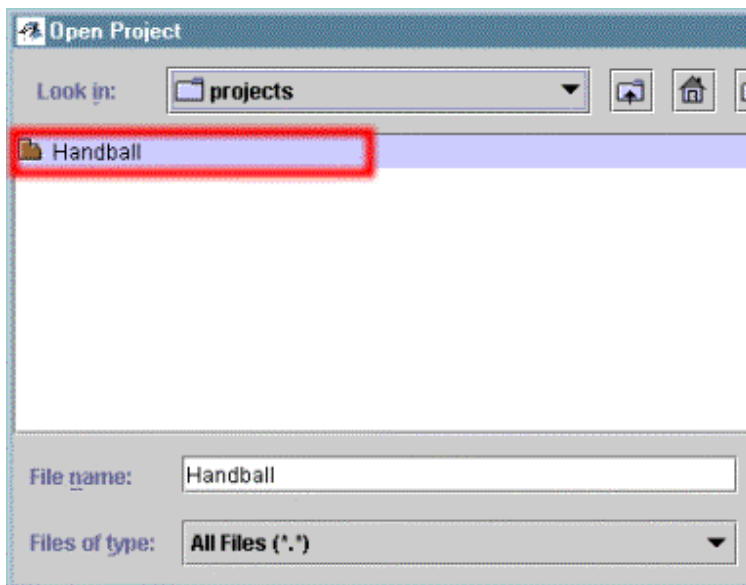 Open Project
Look in: projects
Handball
File name: Handball
Files of type: All Files (*.*)